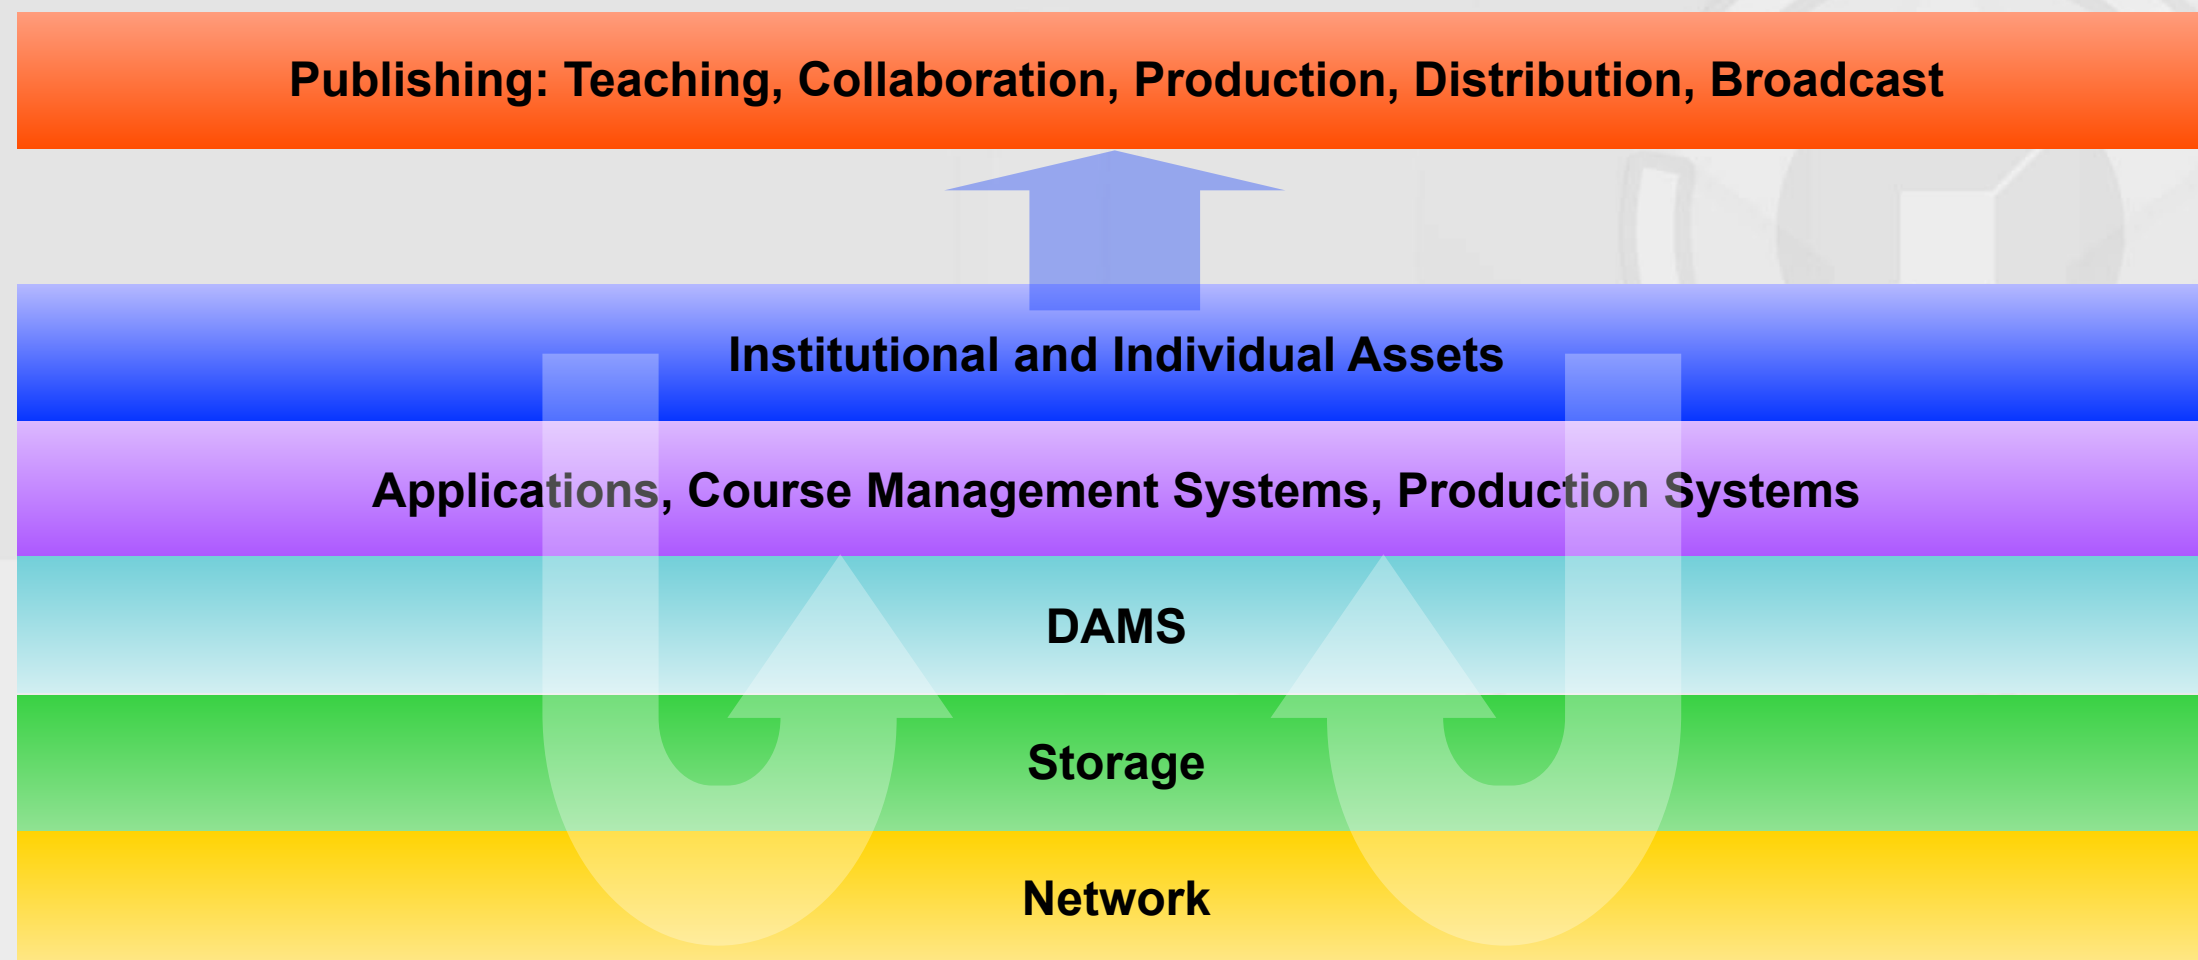 Publishing: Teaching, Collaboration, Production, Distribution, Broadcast
Institutional and Individual Assets
Applications, Course Management Systems, Production Systems
DAMS
Storage
Network